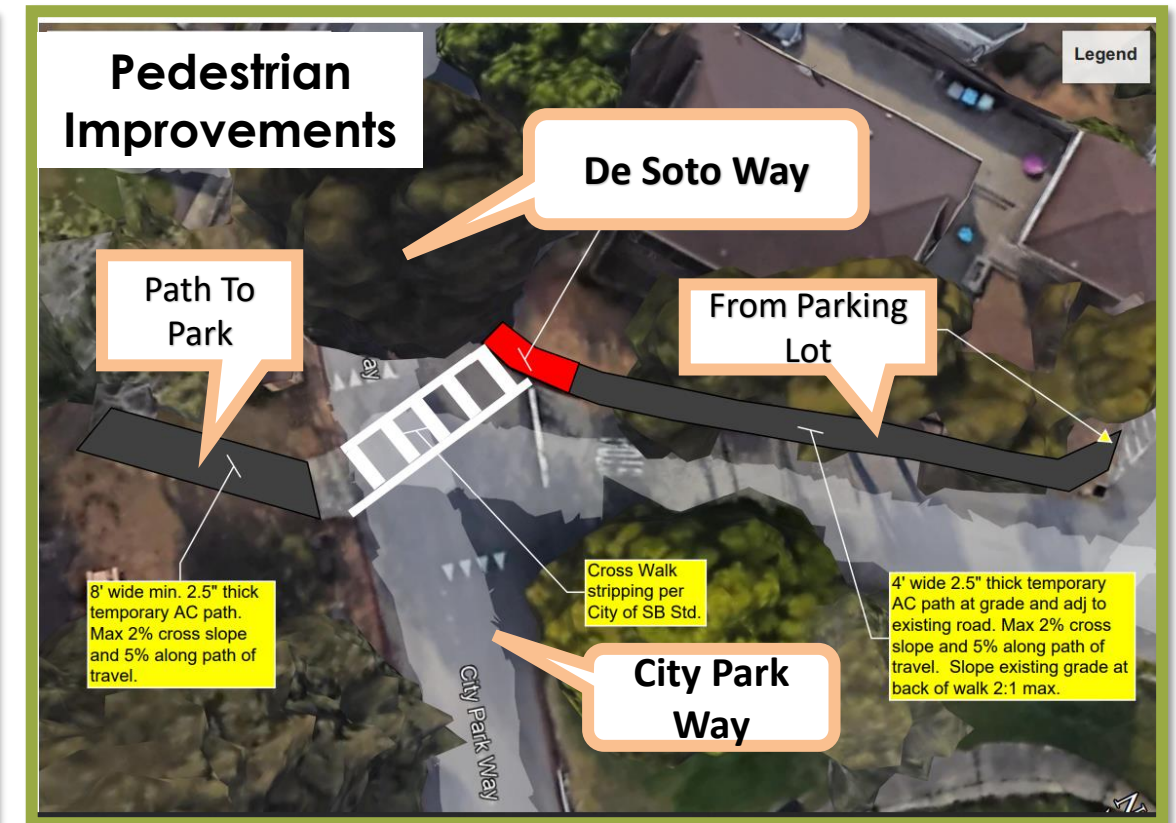 Pedestrian
Improvements
Legend
De Soto Way
Path To
Park
From Parking
Lot
ay
8' wide min. 2.5" thick
temporary AC path.
Max 2% cross slope
and 5% along path of
travel.
Cross Walk
stripping per
City of SB Std.
4' wide 2.5" thick temporary
AC path at grade and adj to
existing road. Max 2% cross
slope and 5% along path of
travel. Slope existing grade at
back of walk 2:1 max.
City Park
Way
City Park Way
N